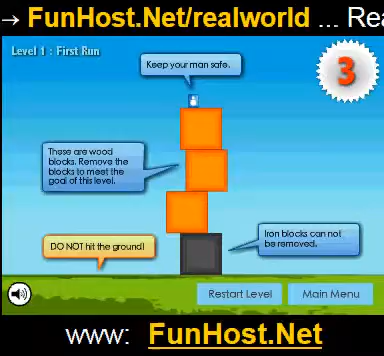 → FunHost.Net/realworld ... Rea
Level 1 : First Run
Keep your man safe.
3
These are wood
blocks. Remove the
blocks to meet the
goal of this level.
Iron blocks can not
be removed.
DO NOT hit the ground!
Restart Level
Main Menu
www: FunHost.Net